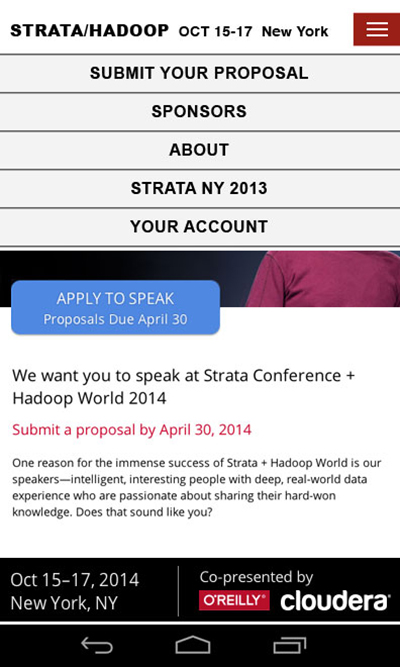 STRATA/HADOOP OCT 15-17 New York
SUBMIT YOUR PROPOSAL
SPONSORS
ABOUT
STRATA NY 2013
YOUR ACCOUNT
APPLY TO SPEAK
Proposals Due April 30
We want you to speak at Strata Conference +
Hadoop World 2014
Submit a proposal by April 30, 2014
One reason for the immense success of Strata + Hadoop World is our
speakers—intelligent, interesting people with deep, real-world data
experience who are passionate about sharing their hard-won
knowledge. Does that sound like you?
Oct 15–17, 2014
New York, NY
Co-presented by
O'REILLY® cloudera®